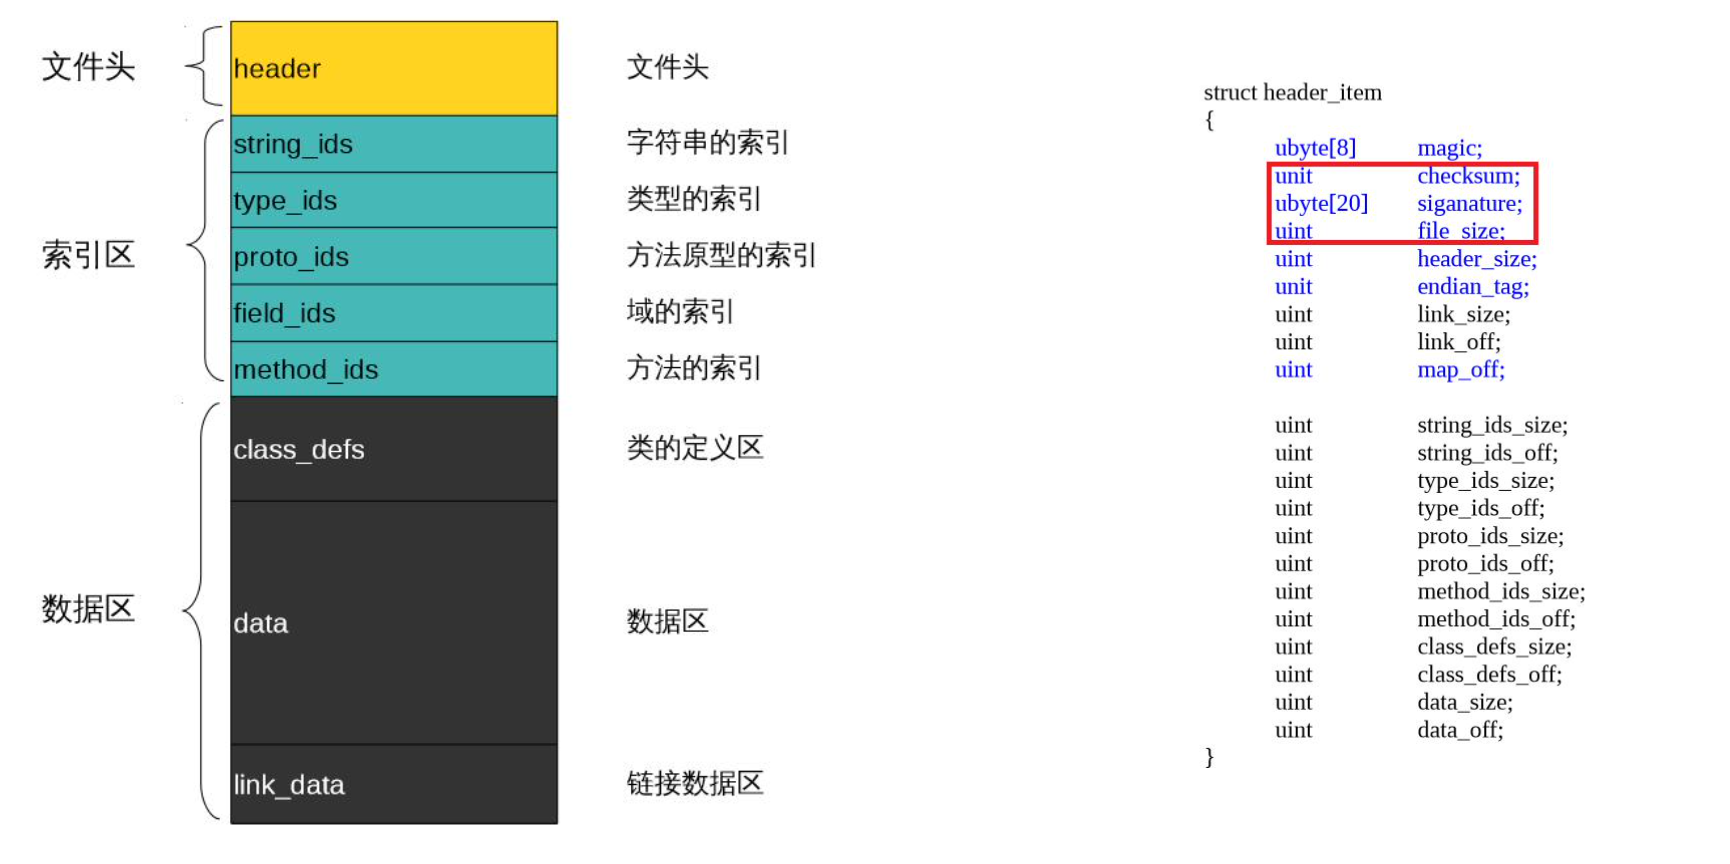 文件头
header
文件头
string_ids
字符串的索引
type_ids
类型的索引
索引区
proto_ids
方法原型的索引
field_ids
域的索引
method_ids
方法的索引
class_defs
类的定义区
数据区
data
数据区
link_data
链接数据区
struct header_item
{
ubyte[8] magic;
unit checksum;
ubyte[20] siganature;
uint file_size;
uint header_size;
unit endian_tag;
uint link_size;
uint link_off;
uint map_off;
uint string_ids_size;
uint string_ids_off;
uint type_ids_size;
uint type_ids_off;
uint proto_ids_size;
uint proto_ids_off;
uint method_ids_size;
uint method_ids_off;
uint class_defs_size;
uint class_defs_off;
uint data_size;
uint data_off;
}